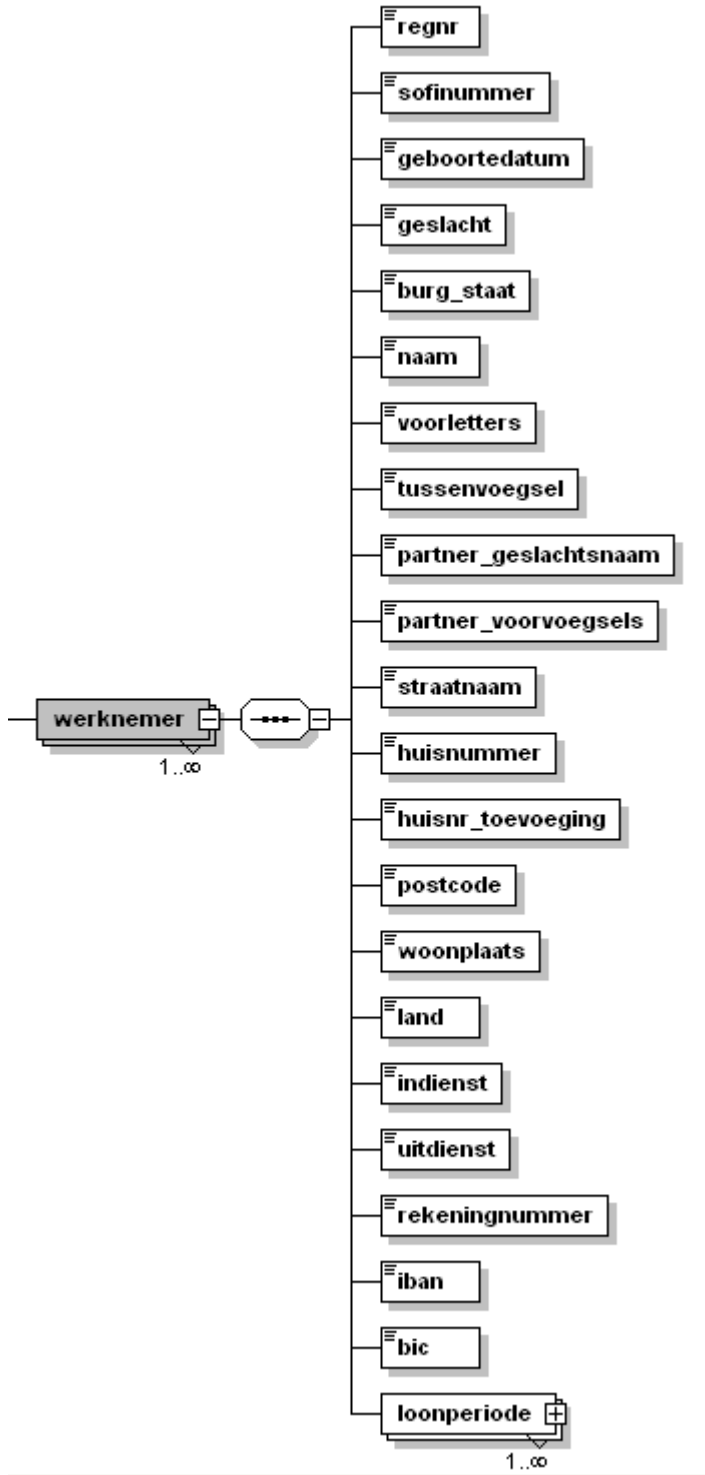 regnr
sofinummer
geboortedatum
geslacht
burg_staat
naam
voorletters
tussenvoegsel
partner_geslachtsnaam
partner_voorvoegsels
straatnaam
werknemer
1..∞
huisnummer
huisnr_toevoeging
postcode
woonplaats
land
indienst
uitdienst
rekeningnummer
iban
bic
loonperiode
1..∞